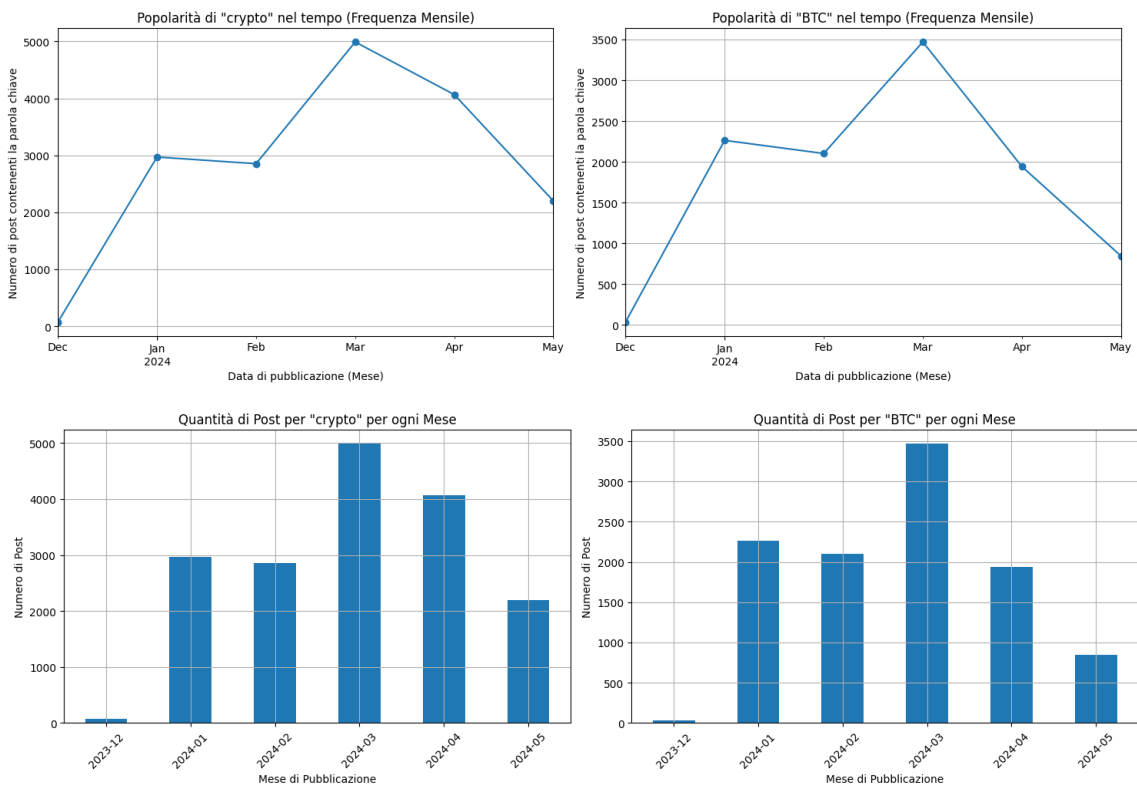 Popolarità di "crypto" nel tempo (Frequenza Mensile)
Numero di post contenenti la parola chiave
5000
4000
3000
2000
1000
0
Dec
Jan
2024
Feb
Mar
Apr
May
Data di pubblicazione (Mese)
Popolarità di "BTC" nel tempo (Frequenza Mensile)
Numero di post contenenti la parola chiave
3500
3000
2500
2000
1500
1000
500
0
Dec
Jan
2024
Feb
Mar
Apr
May
Data di pubblicazione (Mese)
Quantità di Post per "crypto" per ogni Mese
Numero di Post
5000
4000
3000
2000
1000
0
2023-12
2024-01
2024-02
2024-03
2024-04
2024-05
Mese di Pubblicazione
Quantità di Post per "BTC" per ogni Mese
Numero di Post
3500
3000
2500
2000
1500
1000
500
0
2023-12
2024-01
2024-02
2024-03
2024-04
2024-05
Mese di Pubblicazione